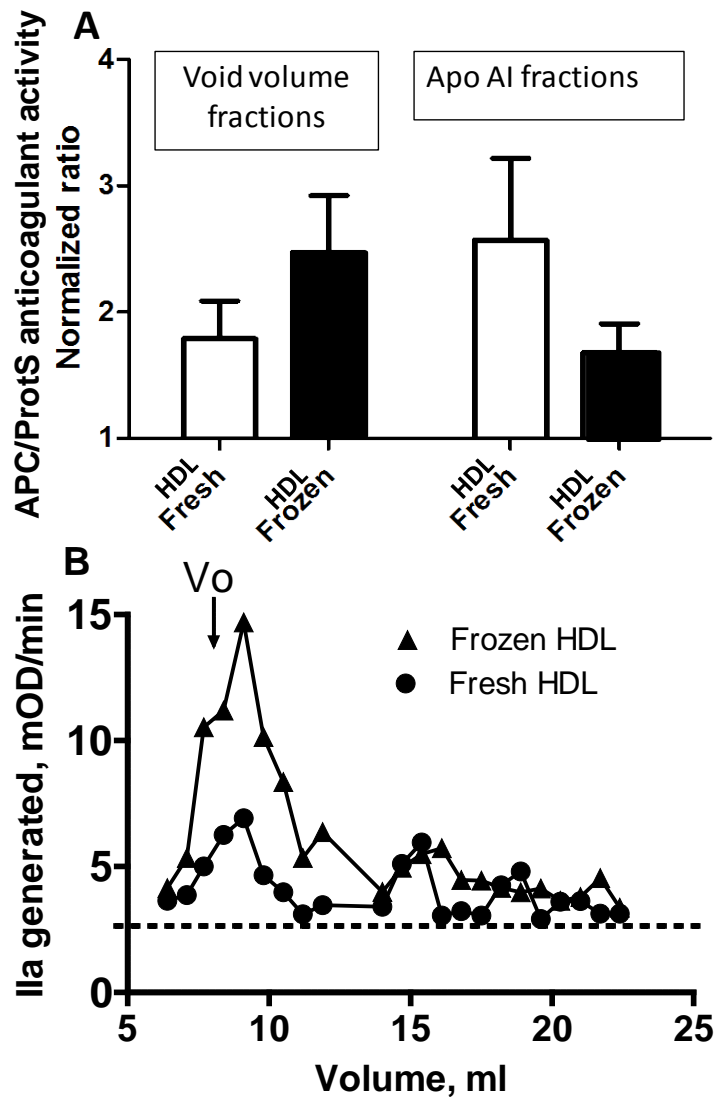 A
APC/ProtS anticoagulant activity
Normalized ratio
4
3
2
1
Void volume
fractions
Apo AI fractions
HDL
Fresh
HDL
Frozen
HDL
Fresh
HDL
Frozen
B
Vo
IIa generated, mOD/min
15
10
5
0
Frozen HDL
Fresh HDL
5
10
15
20
25
Volume, ml